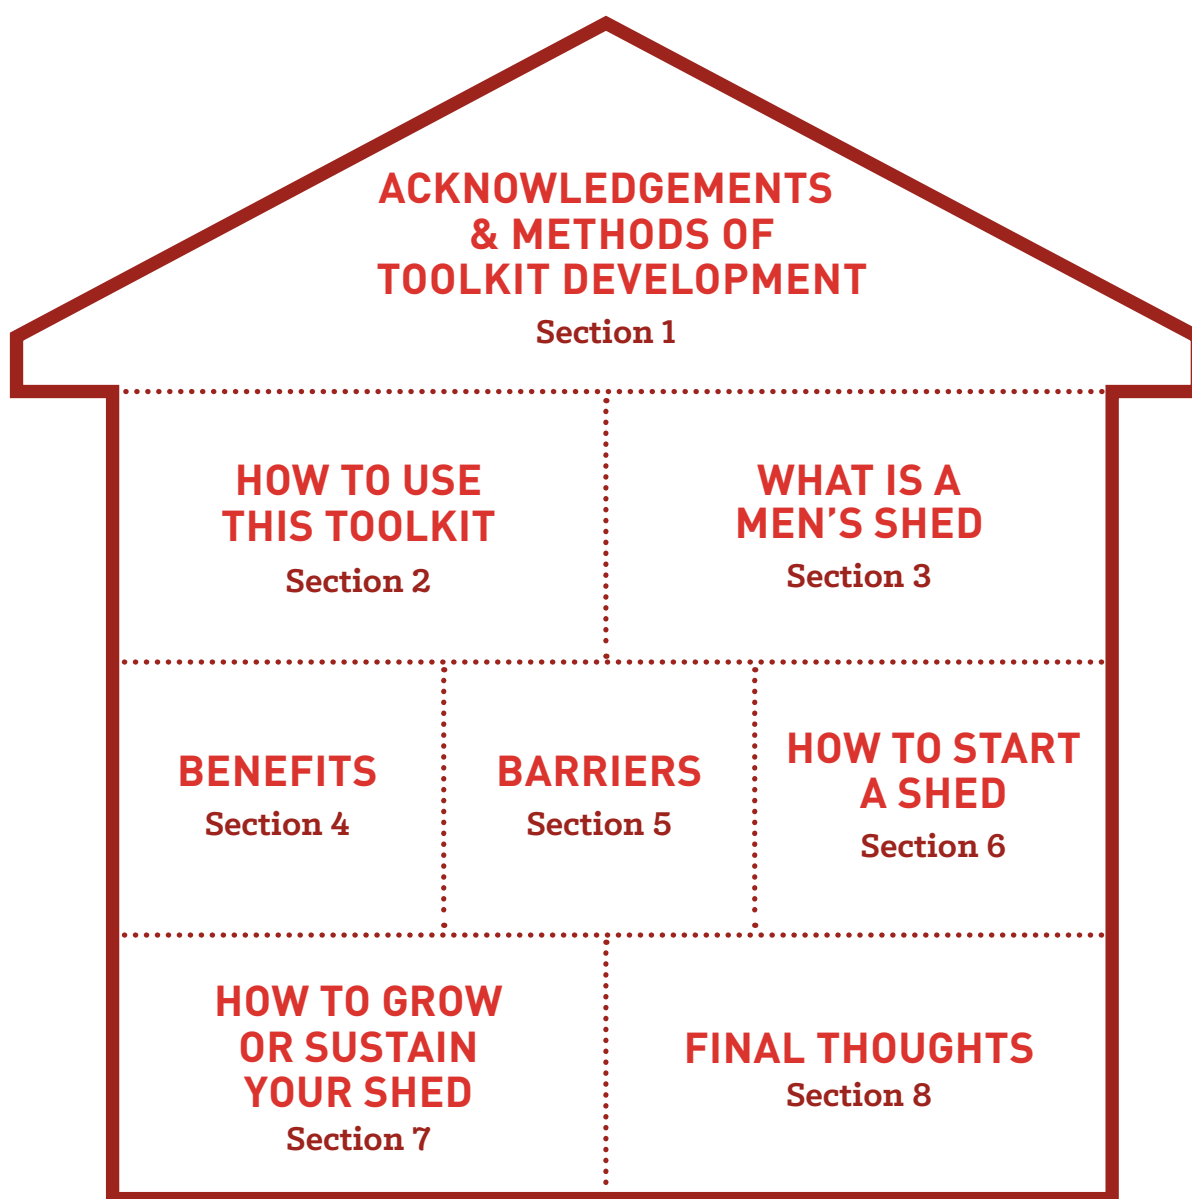 ACKNOWLEDGEMENTS
& METHODS OF
TOOLKIT DEVELOPMENT
Section 1
HOW TO USE
THIS TOOLKIT
Section 2
WHAT IS A
MEN’S SHED
Section 3
BENEFITS
Section 4
BARRIERS
Section 5
HOW TO START
A SHED
Section 6
HOW TO GROW
OR SUSTAIN
YOUR SHED
Section 7
FINAL THOUGHTS
Section 8